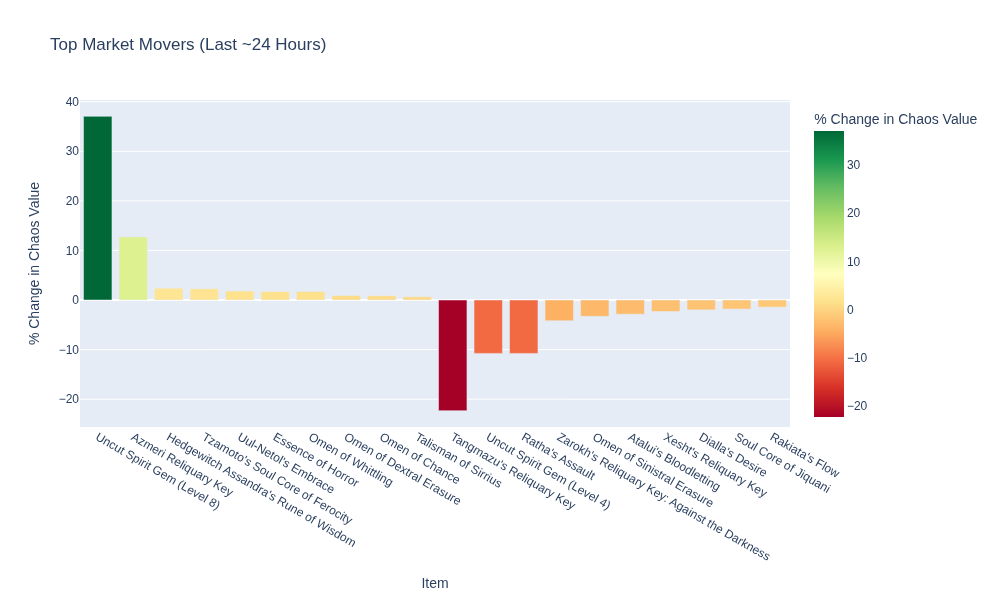 Top Market Movers (Last ~24 Hours)
% Change in Chaos Value
40
30
20
10
0
−10
−20
Uncut Spirit Gem (Level 8)
Azmeri Reliquary Key
Hedgewitch Assandra's Rune of Wisdom
Tzamoto's Soul Core of Ferocity
Uul-Netol's Embrace
Essence of Horror
Omen of Whittling
Omen of Dextral Erasure
Omen of Chance
Talisman of Sirrius
Tangmazu's Reliquary Key
Uncut Spirit Gem (Level 4)
Ratha's Assault
Zarokh's Reliquary Key: Against the Darkness
Omen of Sinistral Erasure
Atalui's Bloodletting
Xesht's Reliquary Key
Dialla's Desire
Soul Core of Jiquani
Rakiata's Flow
Item
% Change in Chaos Value
30
20
10
0
−10
−20